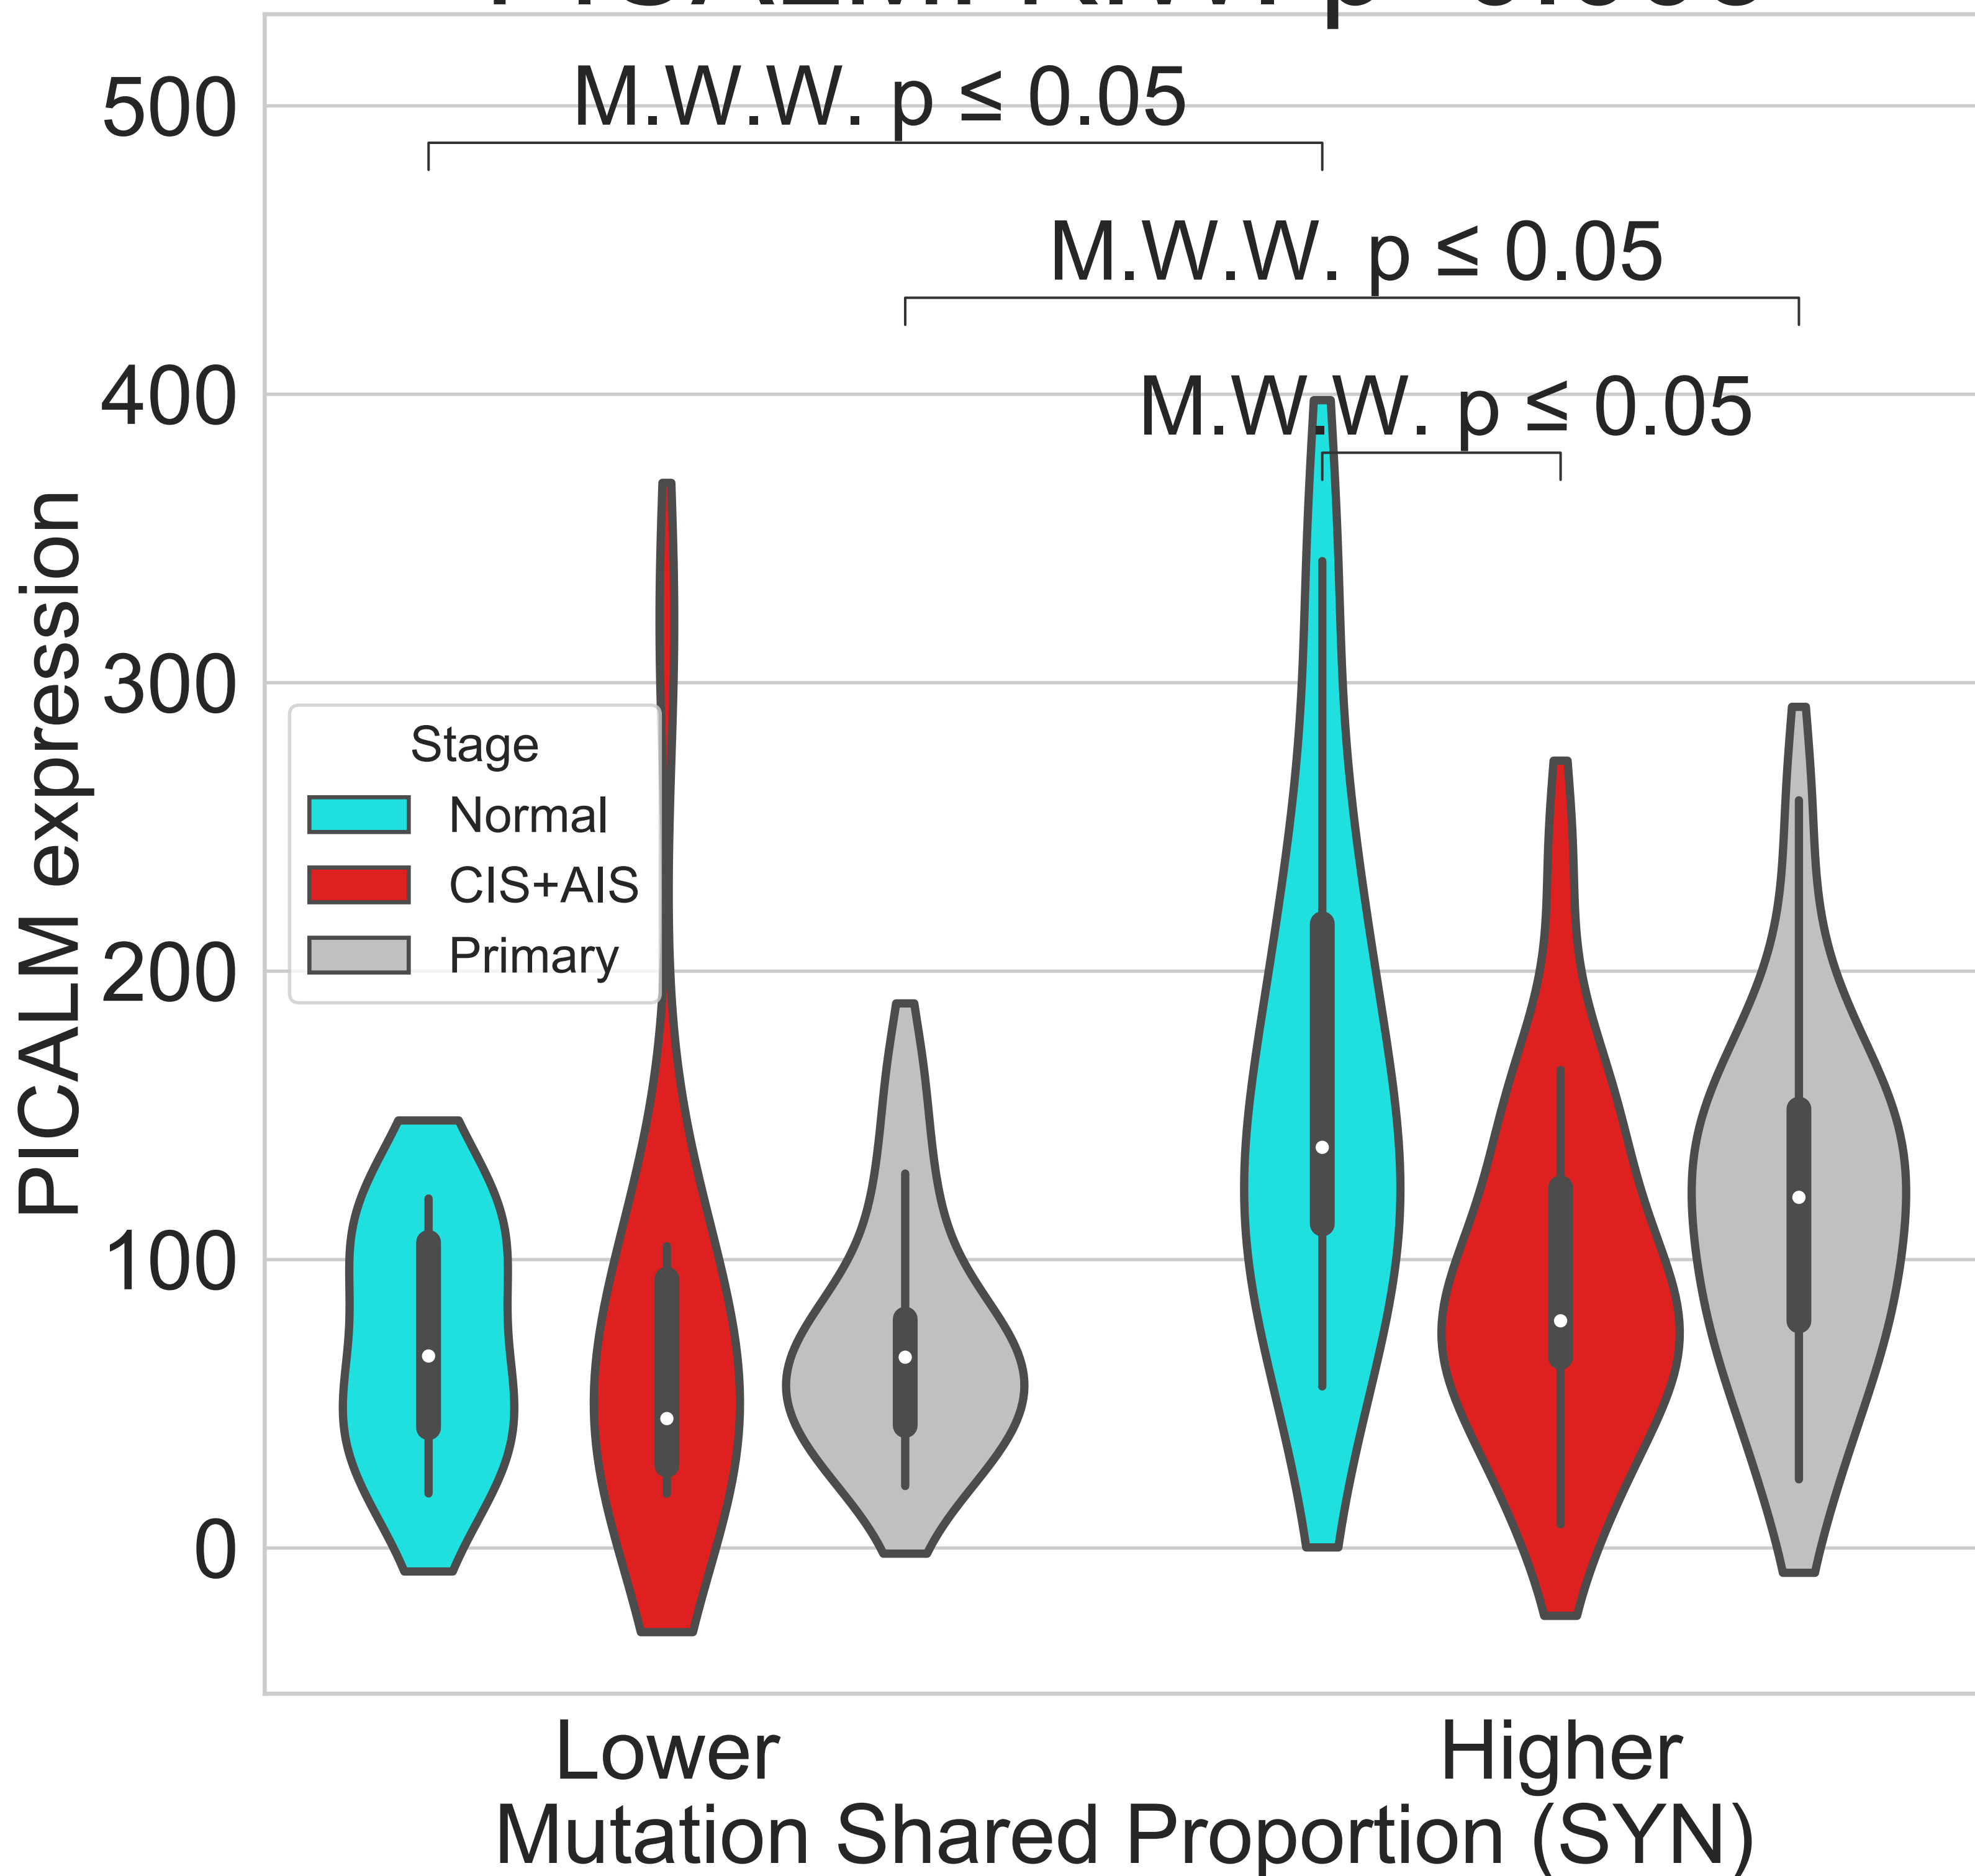 M.W.W. p ≤ 0.05
M.W.W. p ≤ 0.05
M.W.W. p ≤ 0.05
500
400
300
200
100
0
PICALM expression
Stage
Normal
CIS+AIS
Primary
Lower
Higher
Mutation Shared Proportion (SYN)